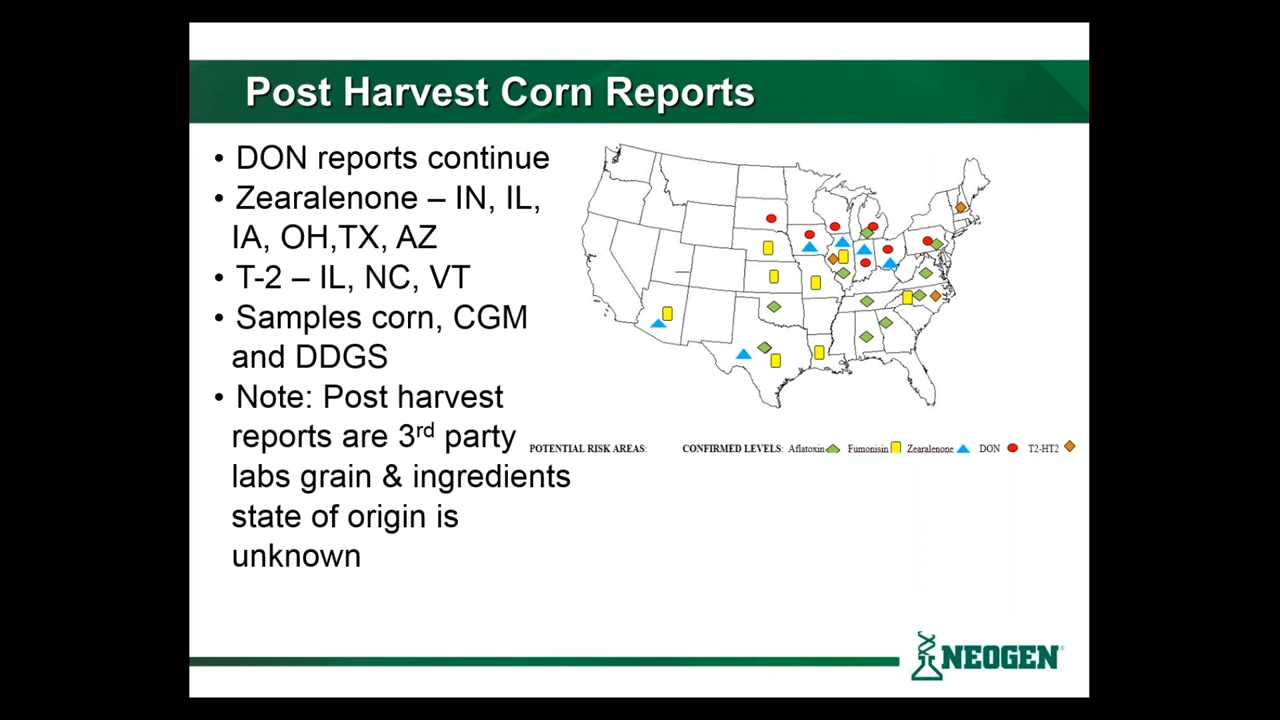 Post Harvest Corn Reports
• DON reports continue
• Zearalenone – IN, IL,
IA, OH,TX, AZ
• T-2 – IL, NC, VT
• Samples corn, CGM
and DDGS
• Note: Post harvest
reports are 3rd party
labs grain & ingredients
state of origin is
unknown
POTENTIAL RISK AREAS: CONFIRMED LEVELS: Aflatoxin Fumonisin Zearalenone DON T2-HT2
NEOGEN